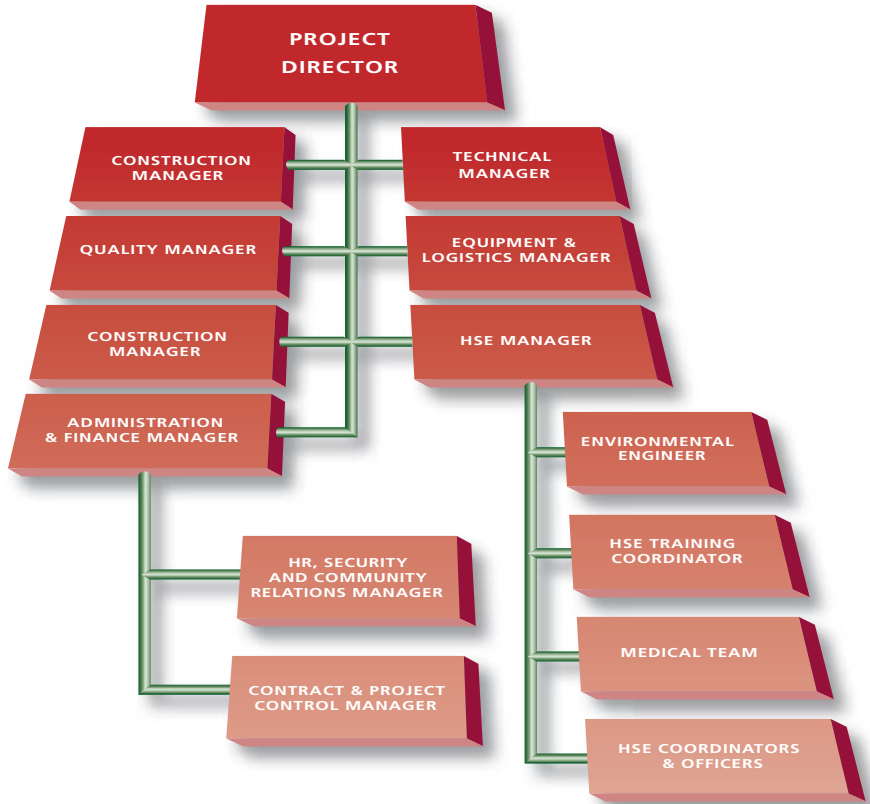 PROJECT
DIRECTOR
CONSTRUCTION
MANAGER
TECHNICAL
MANAGER
QUALITY MANAGER
EQUIPMENT &
LOGISTICS MANAGER
CONSTRUCTION
MANAGER
HSE MANAGER
ADMINISTRATION
& FINANCE MANAGER
ENVIRONMENTAL
ENGINEER
HR, SECURITY
AND COMMUNITY
RELATIONS MANAGER
HSE TRAINING
COORDINATOR
MEDICAL TEAM
CONTRACT & PROJECT
CONTROL MANAGER
HSE COORDINATORS
& OFFICERS